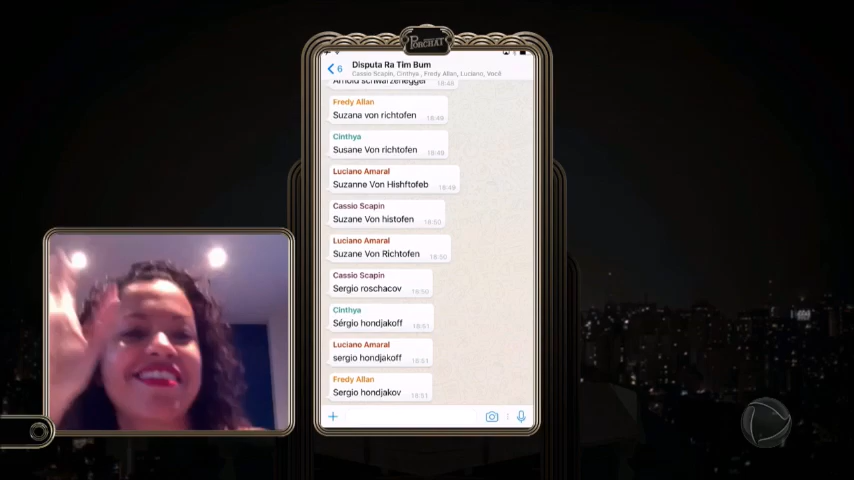 PORCHAT
6
Disputa Ra Tim Bum
Cassio Scapin, Cinthya , Fredy Allan, Luciano, Você
Arnold schwarzenegger 18:48
Fredy Allan
Suzana von richtofen 18:49
Cinthya
Susane Von richtofen 18:49
Luciano Amaral
Suzanne Von Hishftofeb 18:49
Cassio Scapin
Suzane Von histofen 18:50
Luciano Amaral
Suzane Von Richtofen 18:50
Cassio Scapin
Sergio roschacov 18:50
Cinthya
Sérgio hondjakoff 18:51
Luciano Amaral
sergio hondjakoff 18:51
Fredy Allan
Sergio hondjakov 18:51